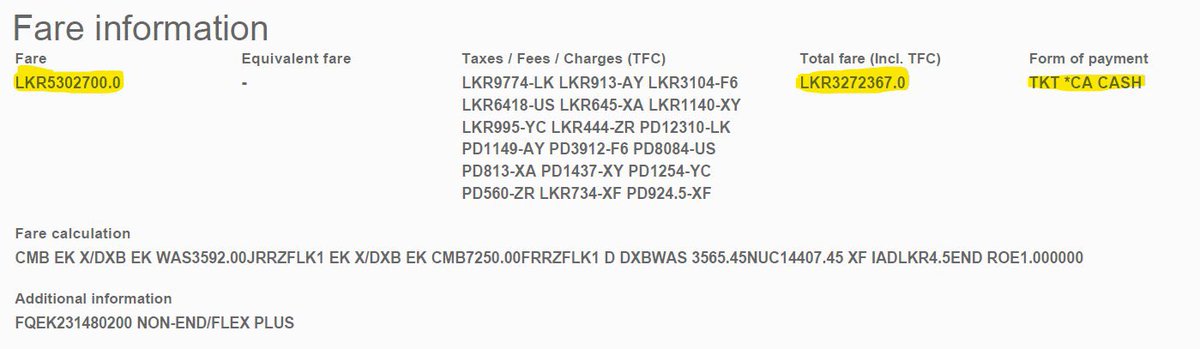 Fare information
Fare Equivalent fare Taxes / Fees / Charges (TFC) Total fare (Incl. TFC) Form of payment
LKR5302700.0 - LKR9774-LK LKR913-AY LKR3104-F6 LKR3272367.0 TKT *CA CASH
LKR6418-US LKR645-XA LKR1140-XY
LKR995-YC LKR444-ZR PD12310-LK
PD1149-AY PD3912-F6 PD8084-US
PD813-XA PD1437-XY PD1254-YC
PD560-ZR LKR734-XF PD924.5-XF
Fare calculation
CMB EK X/DXB EK WAS3592.00JRRZFLK1 EK X/DXB EK CMB7250.00FRRZFLK1 D DXBWAS 3565.45NUC14407.45 XF IADLKR4.5END ROE1.000000
Additional information
FQEK231480200 NON-END/FLEX PLUS